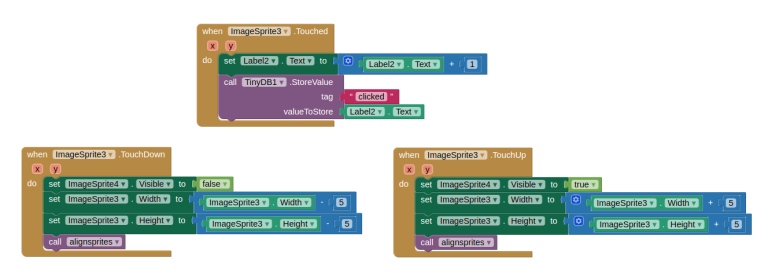 when ImageSprite3 .Touched
x y
do set Label2 . Text to Label2 . Text + 1
call TinyDB1 .StoreValue
tag " clicked "
valueToStore Label2 . Text
when ImageSprite3 .TouchDown
x y
do set ImageSprite4 . Visible to false
set ImageSprite3 . Width to ImageSprite3 . Width - 5
set ImageSprite3 . Height to ImageSprite3 . Height - 5
call alignsprites
when ImageSprite3 .TouchUp
x y
do set ImageSprite4 . Visible to true
set ImageSprite3 . Width to ImageSprite3 . Width + 5
set ImageSprite3 . Height to ImageSprite3 . Height + 5
call alignsprites